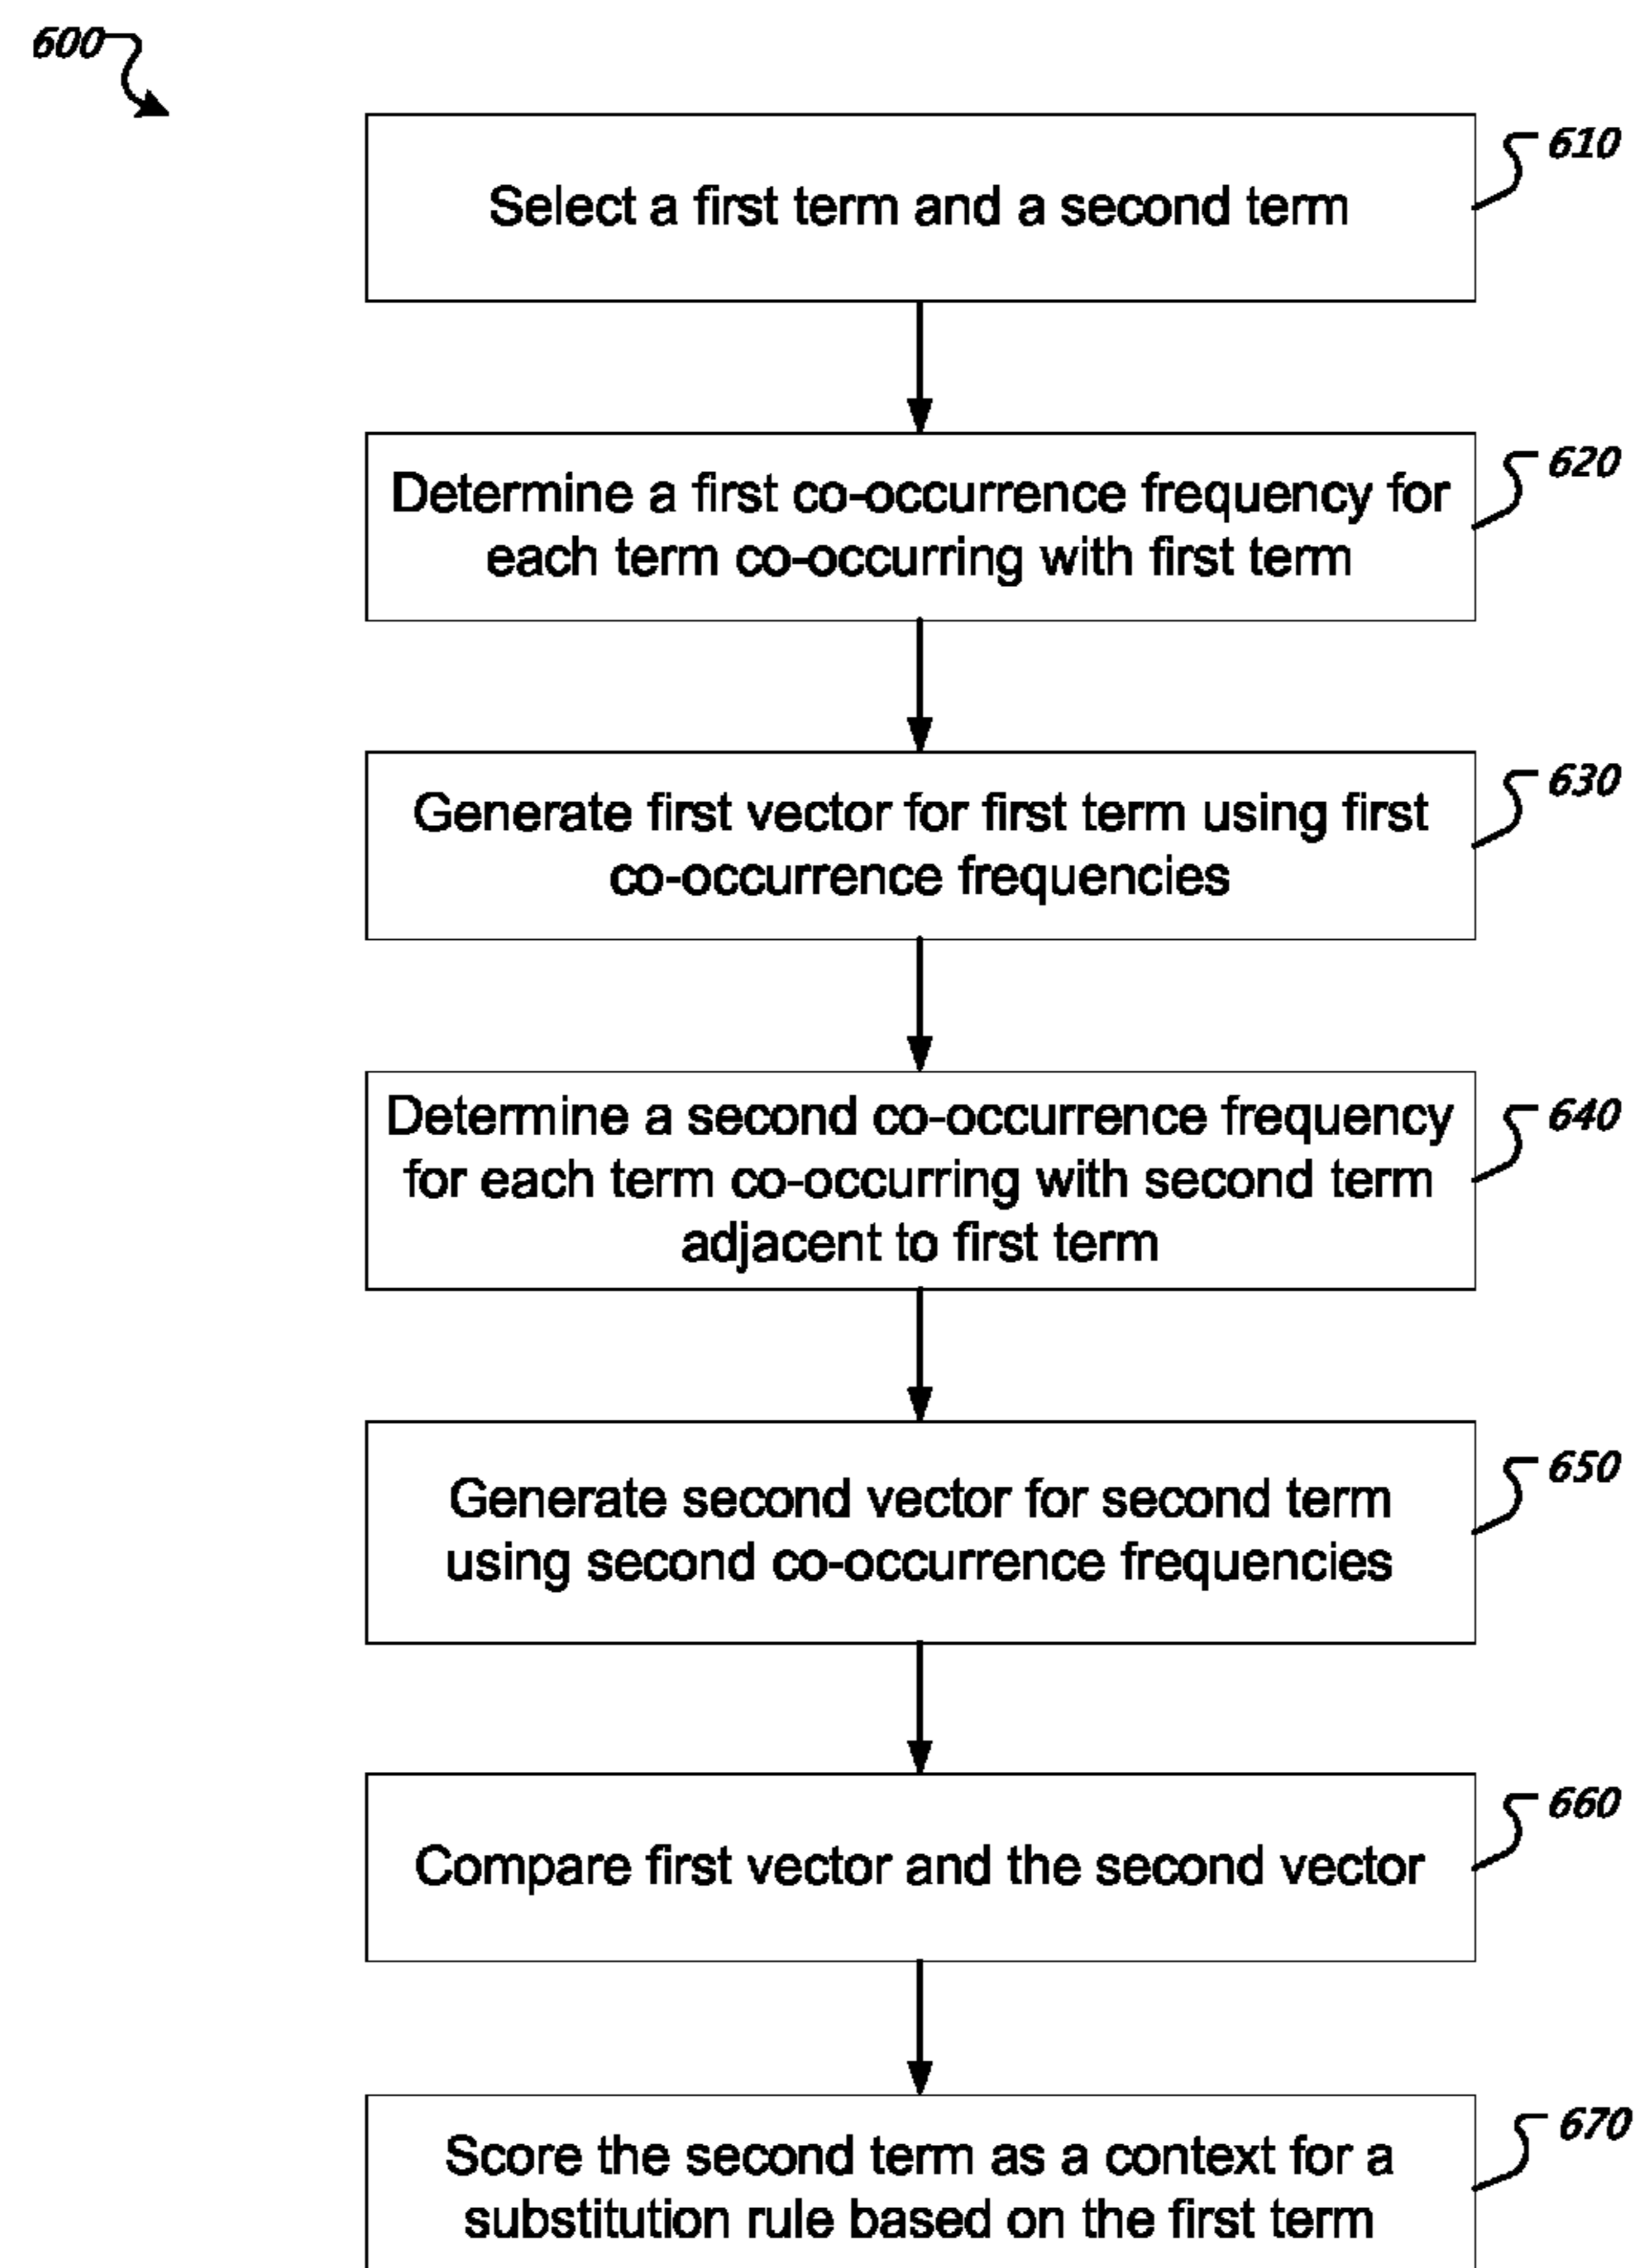 600
610
Select a first term and a second term
620
Determine a first co-occurrence frequency for
each term co-occurring with first term
630
Generate first vector for first term using first
co-occurrence frequencies
640
Determine a second co-occurrence frequency
for each term co-occurring with second term
adjacent to first term
650
Generate second vector for second term
using second co-occurrence frequencies
660
Compare first vector and the second vector
670
Score the second term as a context for a
substitution rule based on the first term